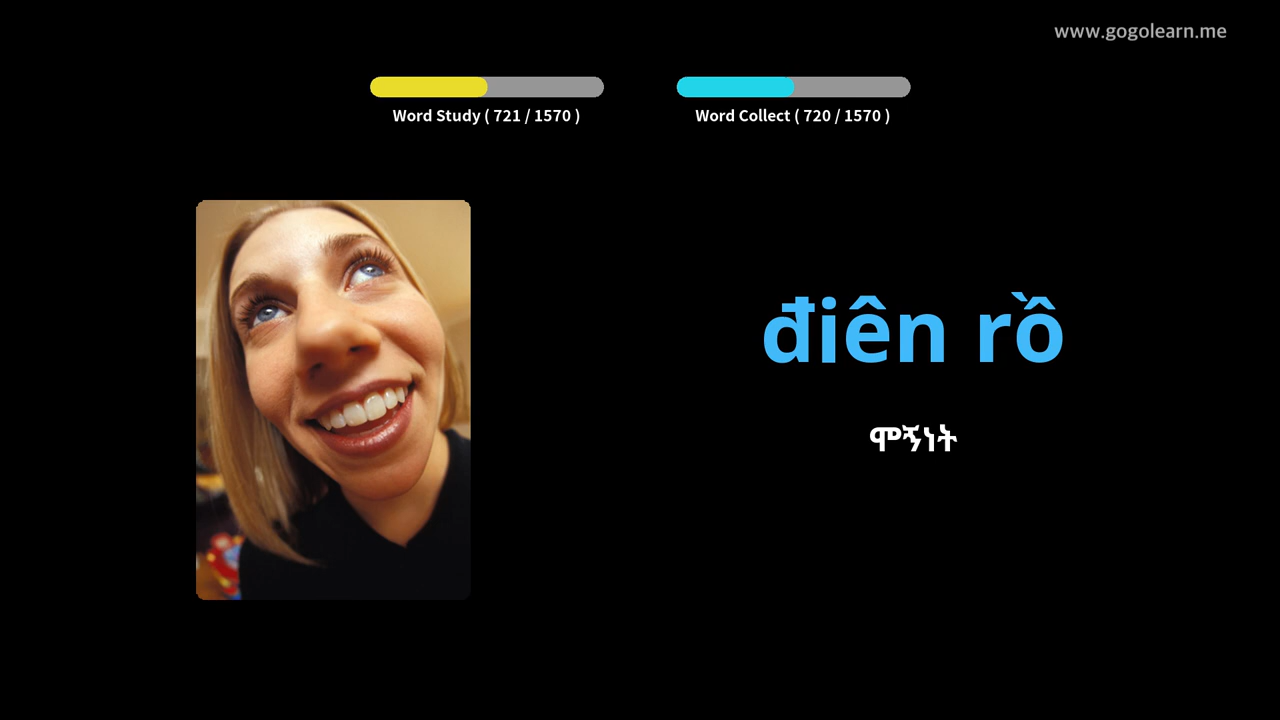 www.gogolearn.me
Word Study ( 721 / 1570 )
Word Collect ( 720 / 1570 )
điên rồ
ሞኝነት